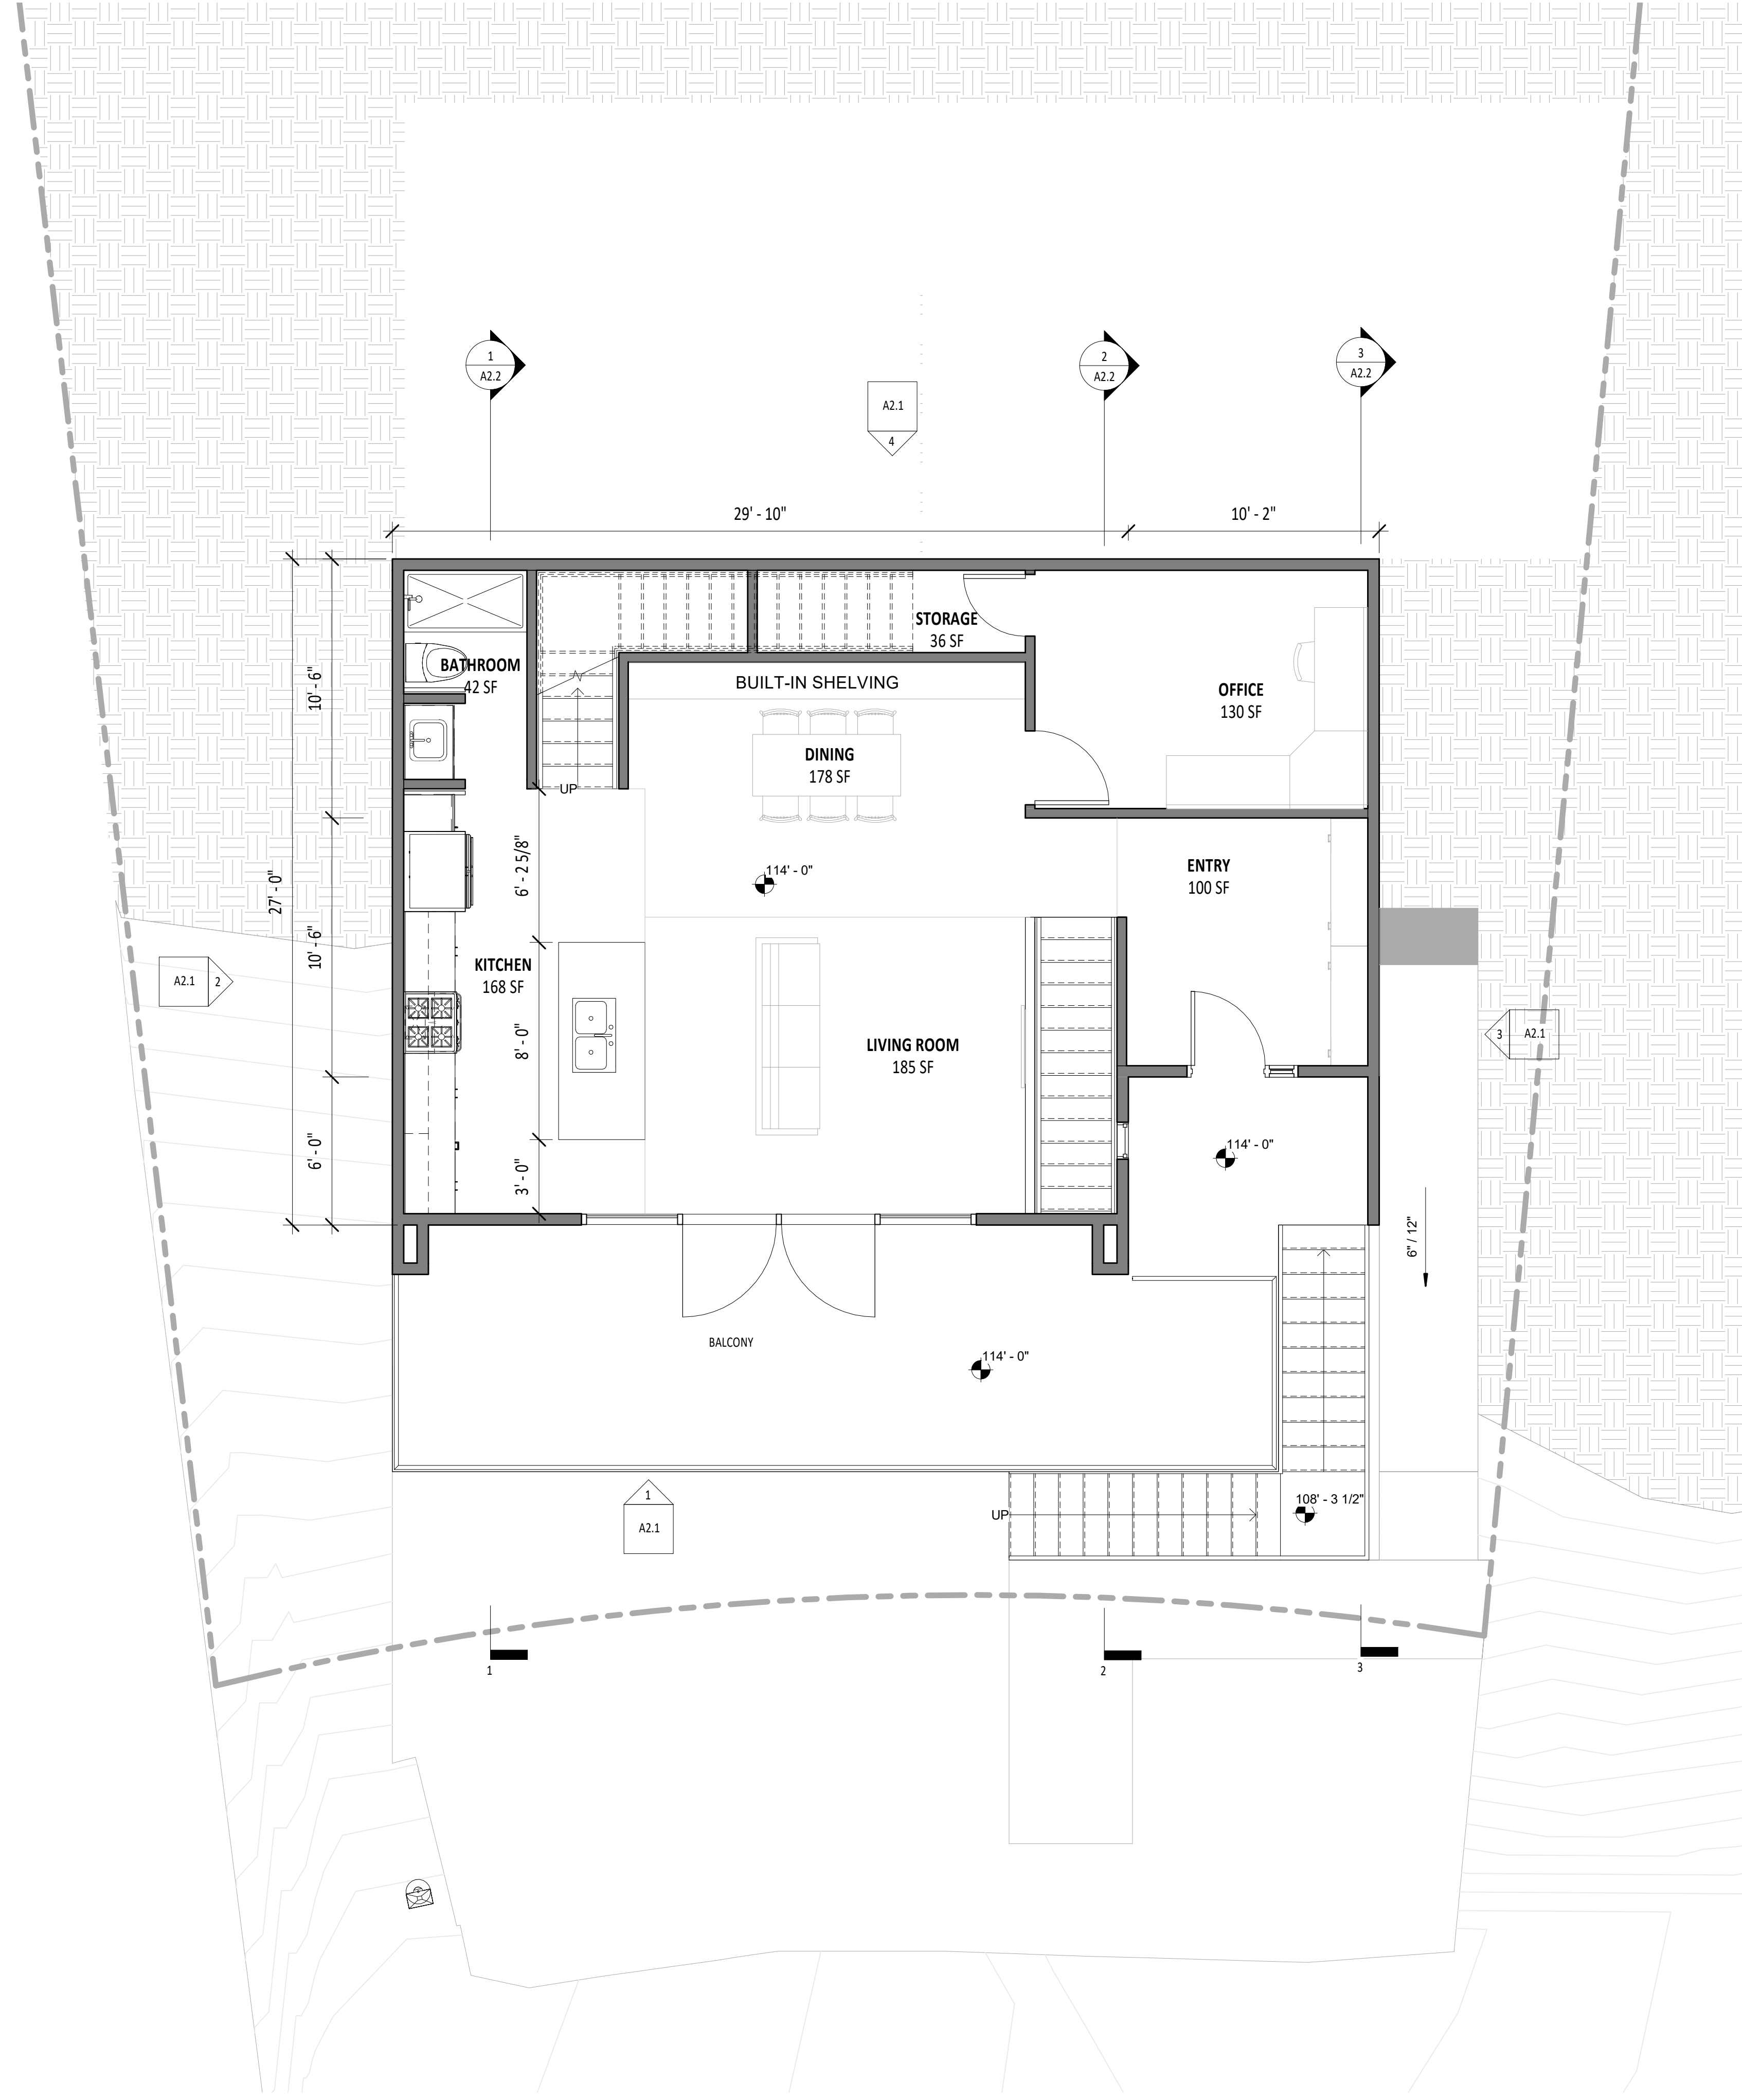 1
A2.2
2
A2.2
3
A2.2
A2.1
4
29' - 10"
10' - 2"
STORAGE
36 SF
BATHROOM
42 SF
BUILT-IN SHELVING
OFFICE
130 SF
10' - 6"
DINING
178 SF
UP
6' - 2 5/8"
114' - 0"
ENTRY
100 SF
27' - 0"
10' - 6"
KITCHEN
168 SF
A2.1
2
8' - 0"
LIVING ROOM
185 SF
3
A2.1
6' - 0"
3' - 0"
114' - 0"
6" / 12"
BALCONY
114' - 0"
1
A2.1
UP
108' - 3 1/2"
1
2
3